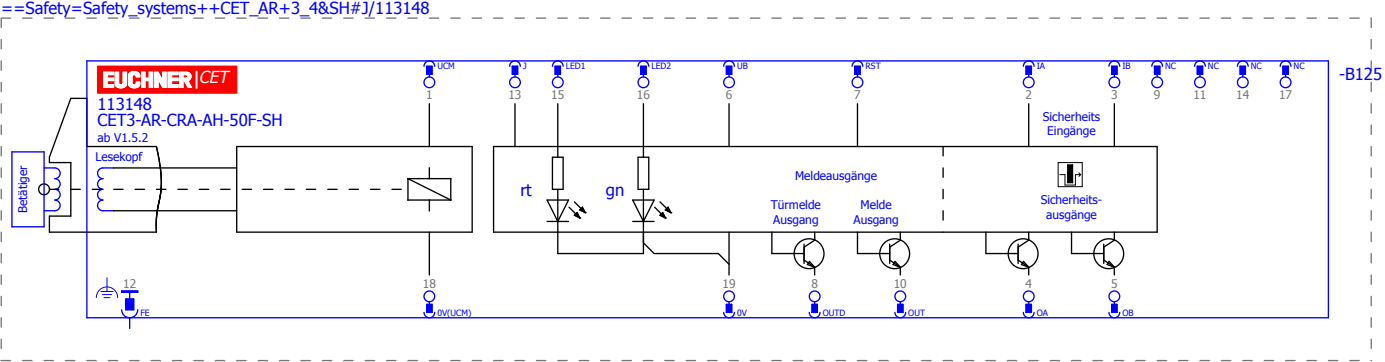 ==Safety=Safety_systems++CET_AR+3_4&SH#J/113148
-B125
UCM J LED1 LED2 UB RST IA IB NC NC NC NC
1 13 15 16 6 7 2 3 9 11 14 17
EUCHNER CET
113148
CET3-AR-CRA-AH-50F-SH
ab V1.5.2
Lesekopf
Betätiger
Sicherheits
Eingänge
rt
gn
Meldeausgänge
Türmelde
Ausgang
Melde
Ausgang
Sicherheits-
ausgänge
12 18 19 8 10 4 5
FE 0V(UCM) 0V OUTD OUT OA OB